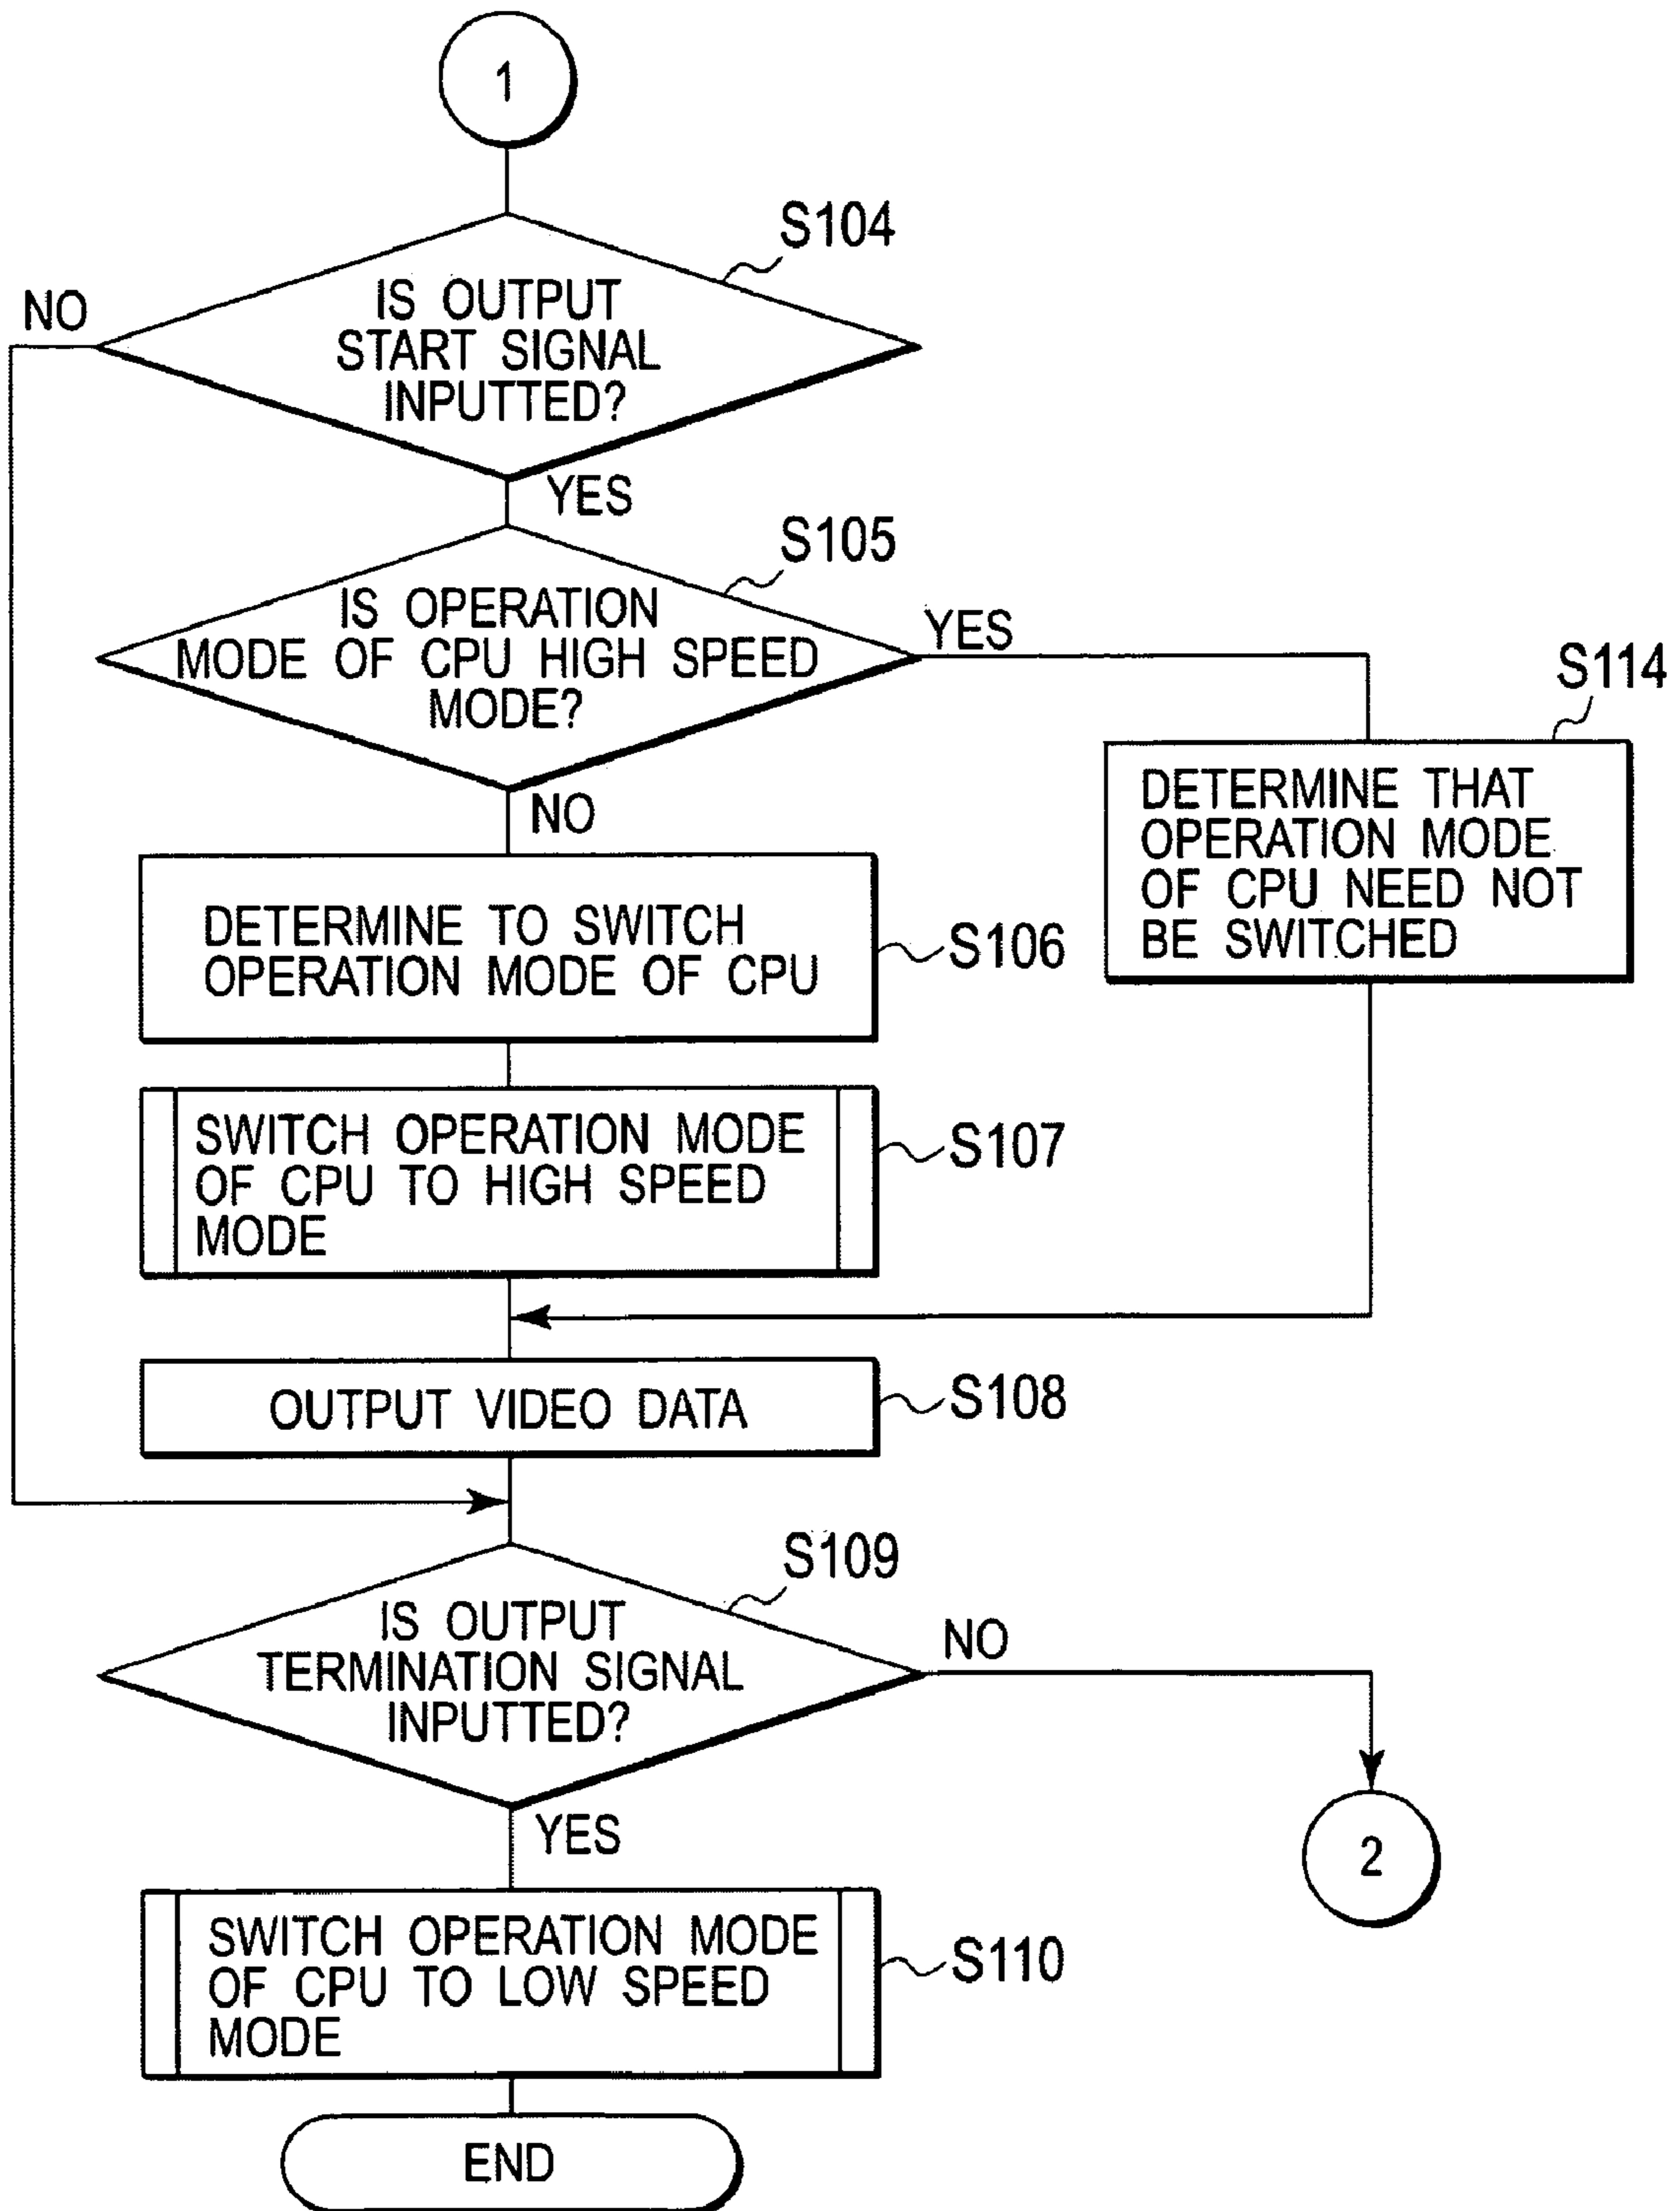 1
S104
NO
IS OUTPUT
START SIGNAL
INPUTTED?
YES
S105
IS OPERATION
MODE OF CPU HIGH SPEED
MODE?
YES
S114
NO
DETERMINE THAT
OPERATION MODE
OF CPU NEED NOT
BE SWITCHED
DETERMINE TO SWITCH
OPERATION MODE OF CPU
S106
SWITCH OPERATION MODE
OF CPU TO HIGH SPEED
MODE
S107
OUTPUT VIDEO DATA
S108
S109
IS OUTPUT
TERMINATION SIGNAL
INPUTTED?
NO
YES
2
SWITCH OPERATION MODE
OF CPU TO LOW SPEED
MODE
S110
END